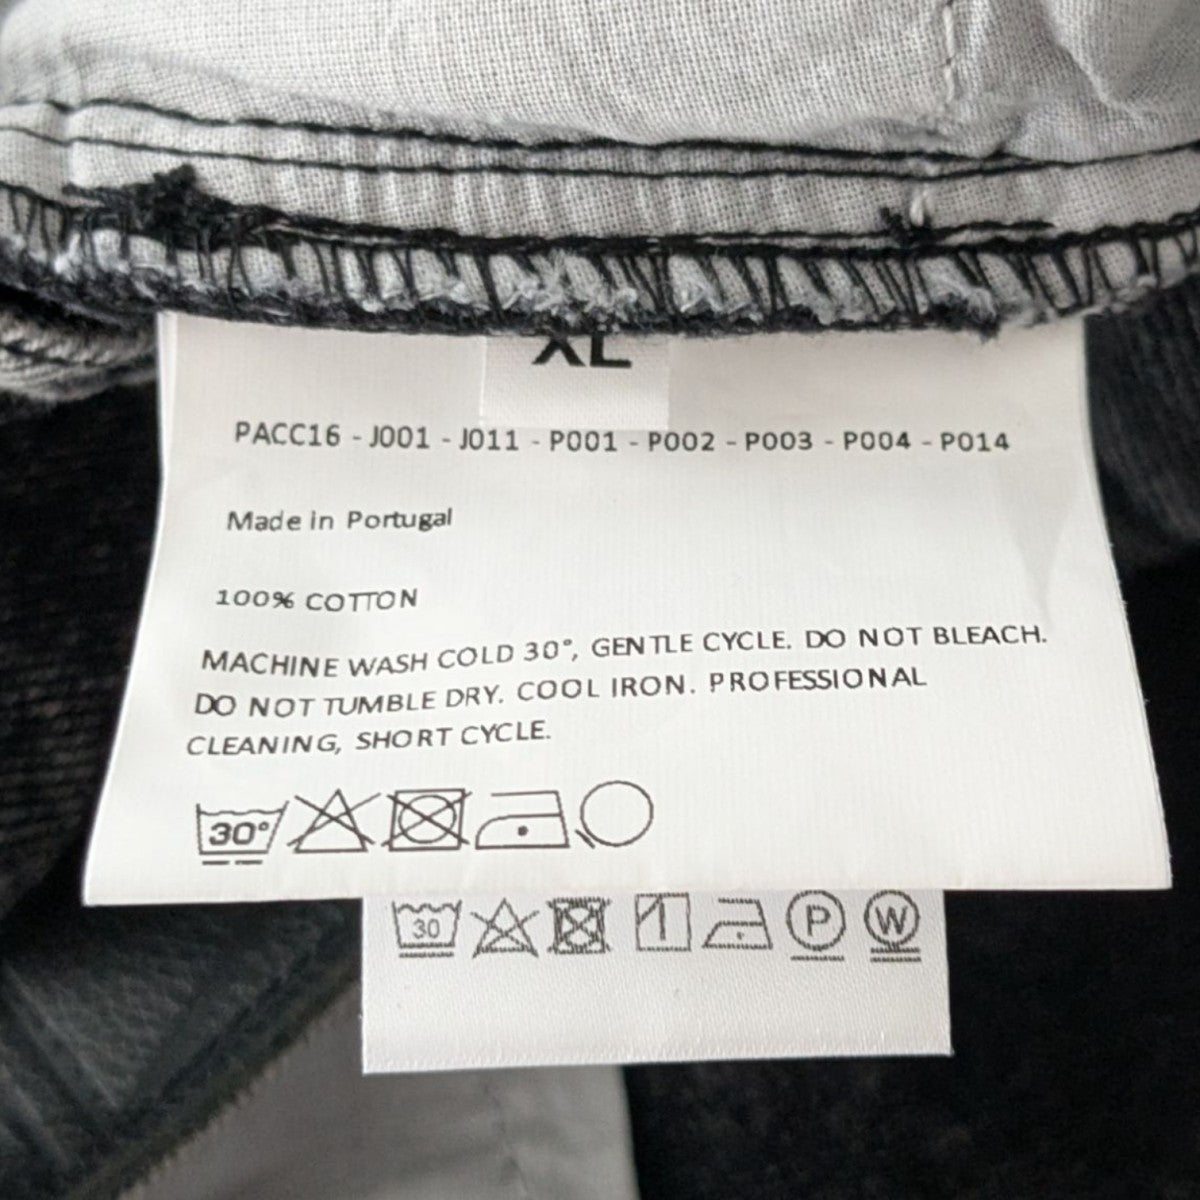 XL
PACC16 - J001 - J011 - P001 - P002 - P003 - P004 - P014
Made in Portugal
100% COTTON
MACHINE WASH COLD 30°, GENTLE CYCLE. DO NOT BLEACH.
DO NOT TUMBLE DRY. COOL IRON. PROFESSIONAL
CLEANING, SHORT CYCLE.
30°
30 P W